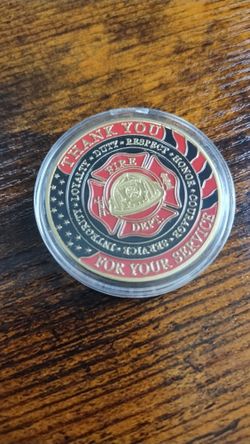 THANK YOU
INTEGRITY • LOYALTY • DUTY • RESPECT • HONOR • COURAGE • SERVICE
FIRE
DEPT
FOR YOUR SERVICE